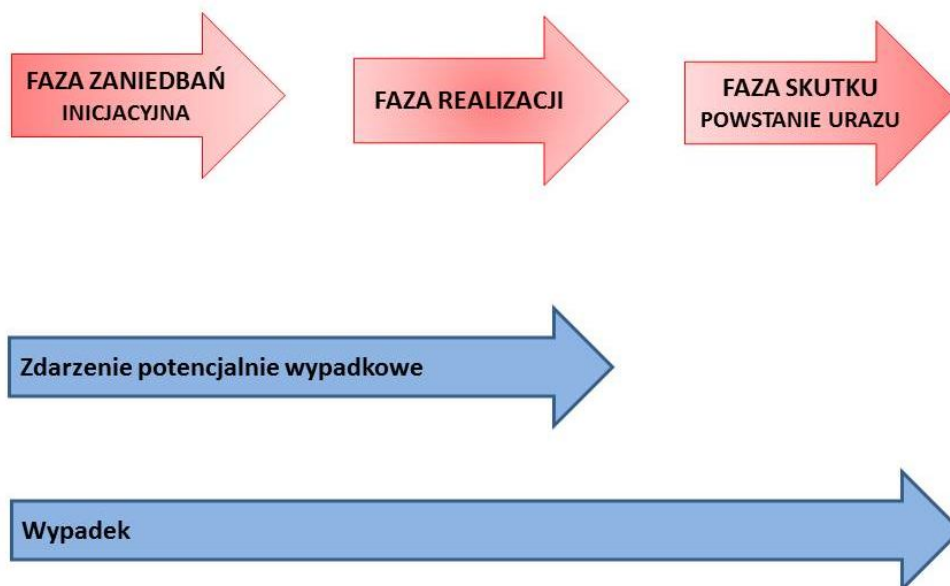 FAZA ZANIEDBAŃ
INICJACYJNA
FAZA REALIZACJI
FAZA SKUTKU
POWSTANIE URAZU
Zdarzenie potencjalnie wypadkowe
Wypadek